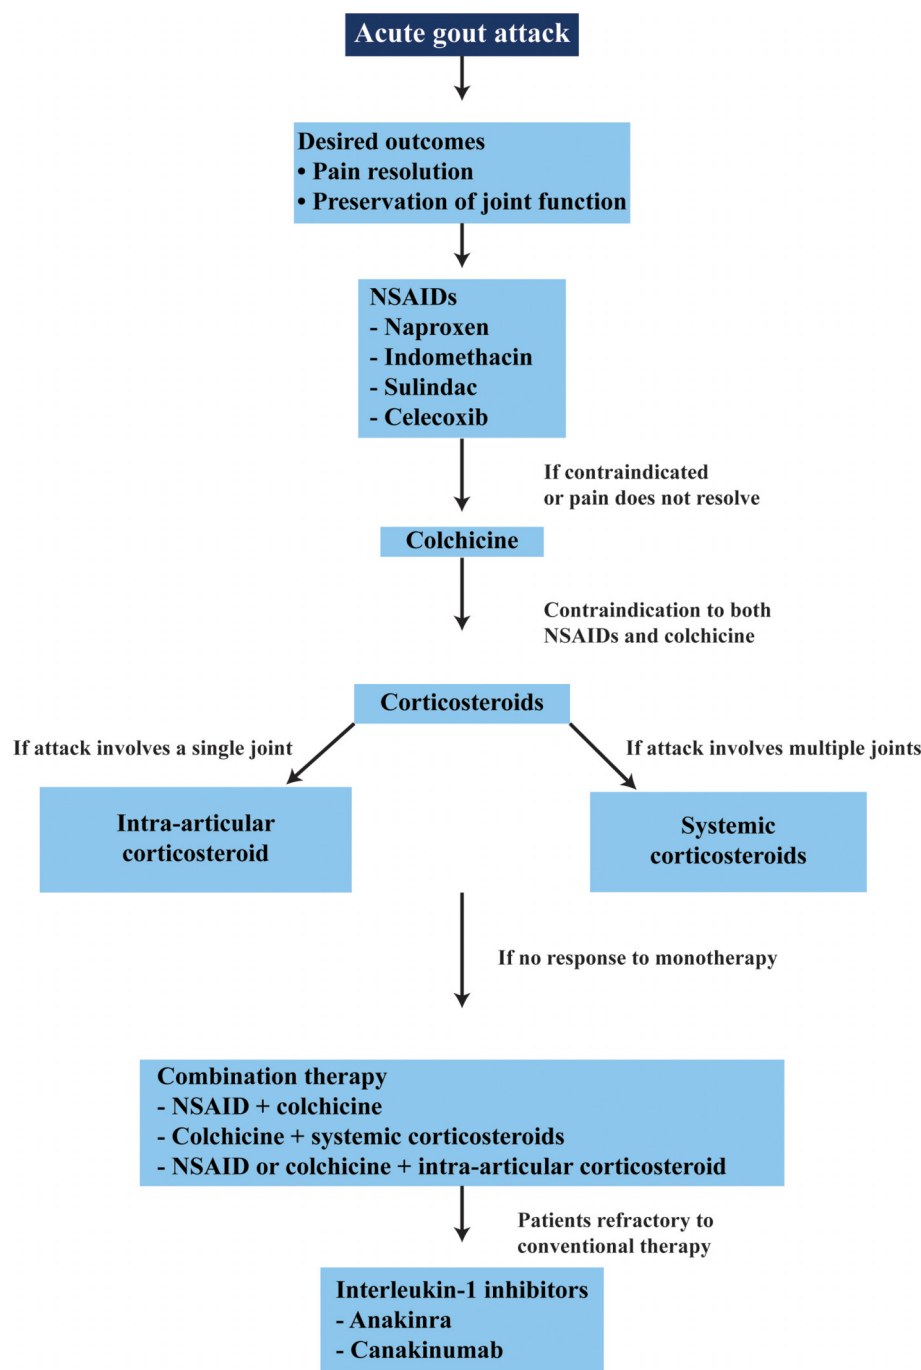 Acute gout attack
Desired outcomes
• Pain resolution
• Preservation of joint function
NSAIDs
- Naproxen
- Indomethacin
- Sulindac
- Celecoxib
If contraindicated
or pain does not resolve
Colchicine
Contraindication to both
NSAIDs and colchicine
Corticosteroids
If attack involves a single joint
If attack involves multiple joints
Intra-articular
corticosteroid
Systemic
corticosteroids
If no response to monotherapy
Combination therapy
- NSAID + colchicine
- Colchicine + systemic corticosteroids
- NSAID or colchicine + intra-articular corticosteroid
Patients refractory to
conventional therapy
Interleukin-1 inhibitors
- Anakinra
- Canakinumab